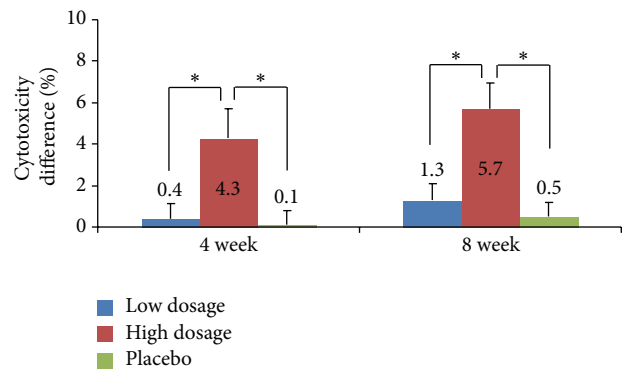 Cytotoxicity
difference (%)
10
8
6
4
2
0
* *
0.4 4.3 0.1
* *
1.3 5.7 0.5
4 week 8 week
Low dosage
High dosage
Placebo